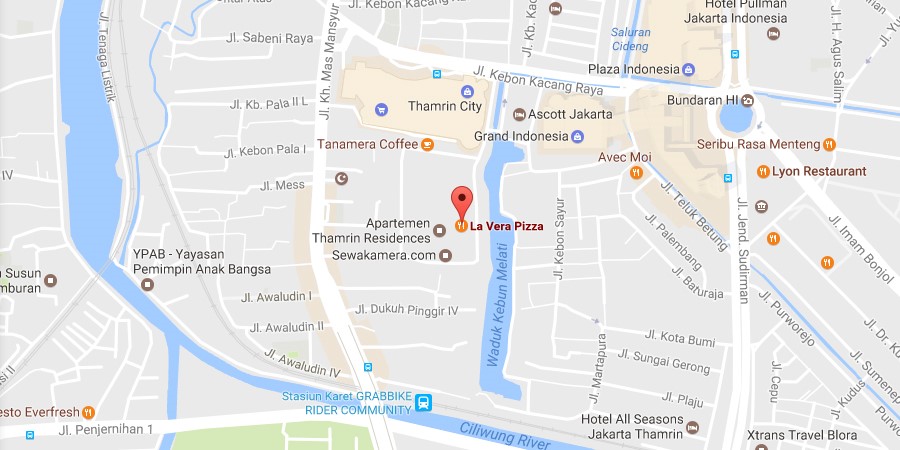 Jl. Kebon Kacang Raya
Hotel Pullman
Jakarta Indonesia
Jl. Tenaga Listrik
Jl. Sabeni Raya
Jl. Kh. Mas Mansyur
Jl. Kb.
Saluran
Cideng
Jl. H. Agus Salim
Jl. Kebon Kacang
Plaza Indonesia
Thamrin City
Bundaran HI
Jl. Kb. Pala II
Ascott Jakarta
Grand Indonesia
Tanamera Coffee
Seribu Rasa Menteng
Jl. Kebon Pala I
Avec Moi
Lyon Restaurant
Jl. Mess
Apartemen
Thamrin Residences
La Vera Pizza
Sewakamera.com
Jl. Kebon Sayur
Jl. Teluk Betung
Jl. Palembang
Jl. Baturaja
Jl. Jend. Sudirman
Jl. Imam Bonjol
YPAB - Yayasan
Pemimpin Anak Bangsa
Susun
Jl. Awaludin I
Jl. Dukuh Pinggir IV
Waduk Kebun Melati
Jl. Purworejo
Jl. Awaludin II
Jl. Kota Bumi
Jl. Sungai Gerong
Jl. Awaludin IV
Jl. Martapura
Jl. Cepu
Jl. Kudus
Jl. Sumenep
Jl. Plaju
Stasiun Karet GRABBIKE
RIDER COMMUNITY
Everfresh
Jl. Penjernihan 1
Ciliwung River
Hotel All Seasons
Jakarta Thamrin
Xtrans Travel Blora